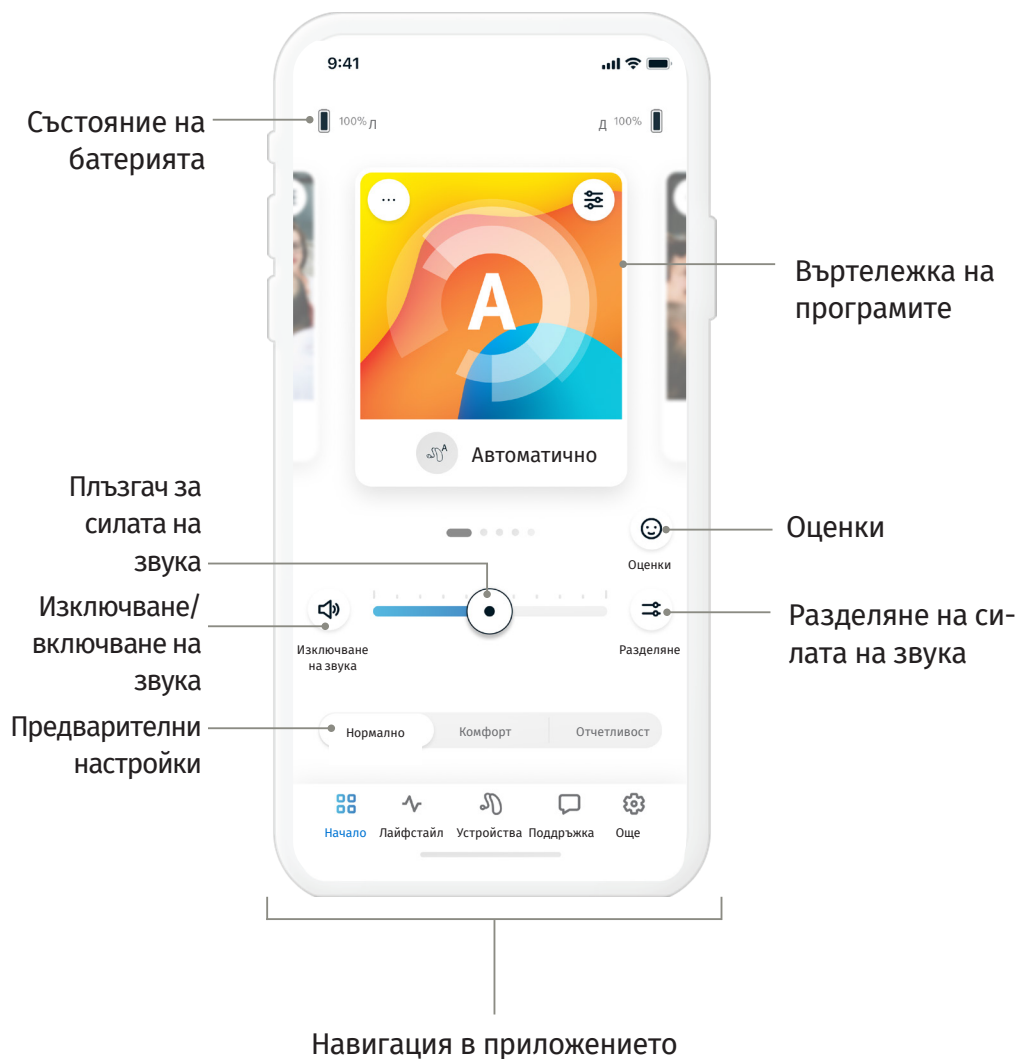 9:41
100% Л
Д 100%
Състояние на
батерията
...
A
Въртележка на
програмите
A
Автоматично
Плъзгач за
силата на
звука
Оценки
Оценки
Изключване/
включване на
звука
Изключване
на звука
Разделяне
Разделяне на си-
лата на звука
Предварителни
настройки
Нормално
Комфорт
Отчетливост
Начало
Лайфстайл
Устройства
Поддръжка
Още
Навигация в приложението